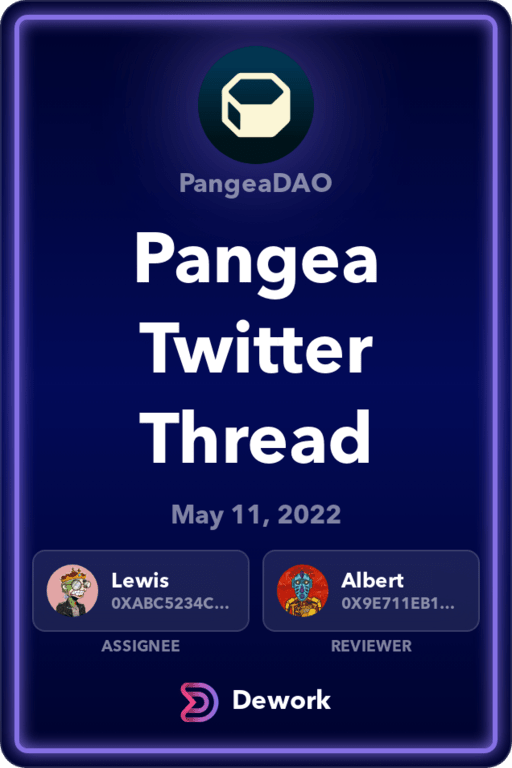 PangeaDAO
Pangea
Twitter
Thread
May 11, 2022
Lewis
0XABC5234C...
ASSIGNEE
Albert
0X9E711EB1...
REVIEWER
Dework